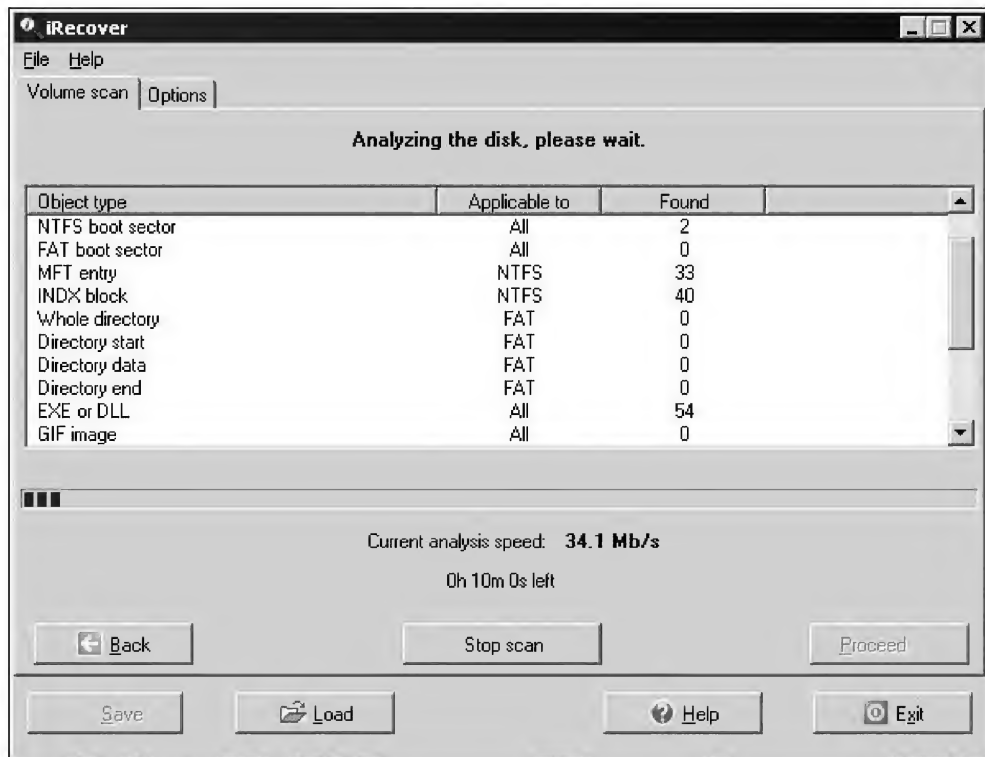 iRecover
File Help
Volume scan Options
Analyzing the disk, please wait.
Object type Applicable to Found
NTFS boot sector All 2
FAT boot sector All 0
MFT entry NTFS 33
INDX block NTFS 40
Whole directory FAT 0
Directory start FAT 0
Directory data FAT 0
Directory end FAT 0
EXE or DLL All 54
GIF image All 0
Current analysis speed: 34.1 Mb/s
0h 10m 0s left
Back Stop scan Proceed
Save Load Help Exit